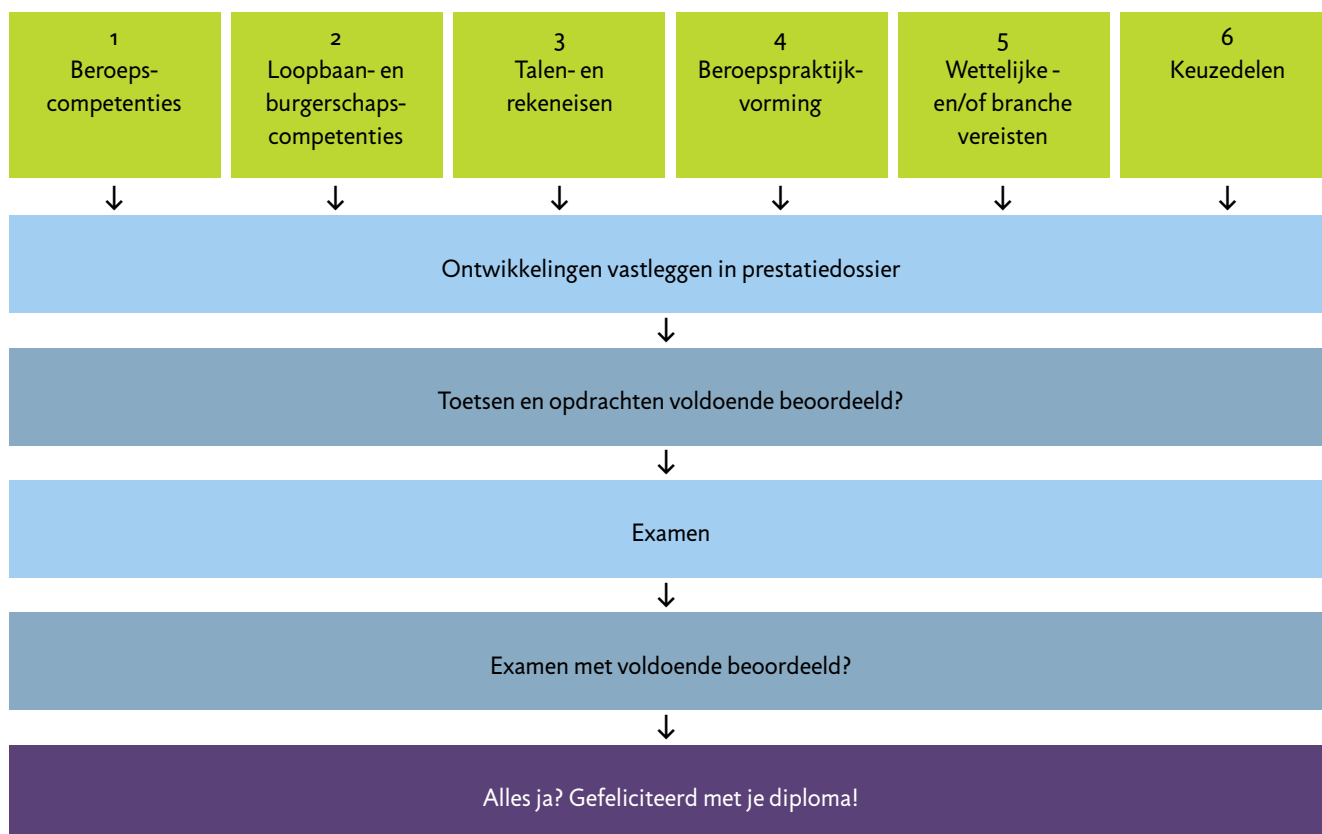 1
Beroeps-
competenties
2
Loopbaan- en
burgerschaps-
competenties
3
Talen- en
rekeneisen
4
Beroepspraktijk-
vorming
5
Wettelijke -
en/of branche
vereisten
6
Keuzedelen
Ontwikkelingen vastleggen in prestatiedossier
Toetsen en opdrachten voldoende beoordeeld?
Examen
Examen met voldoende beoordeeld?
Alles ja? Gefeliciteerd met je diploma!